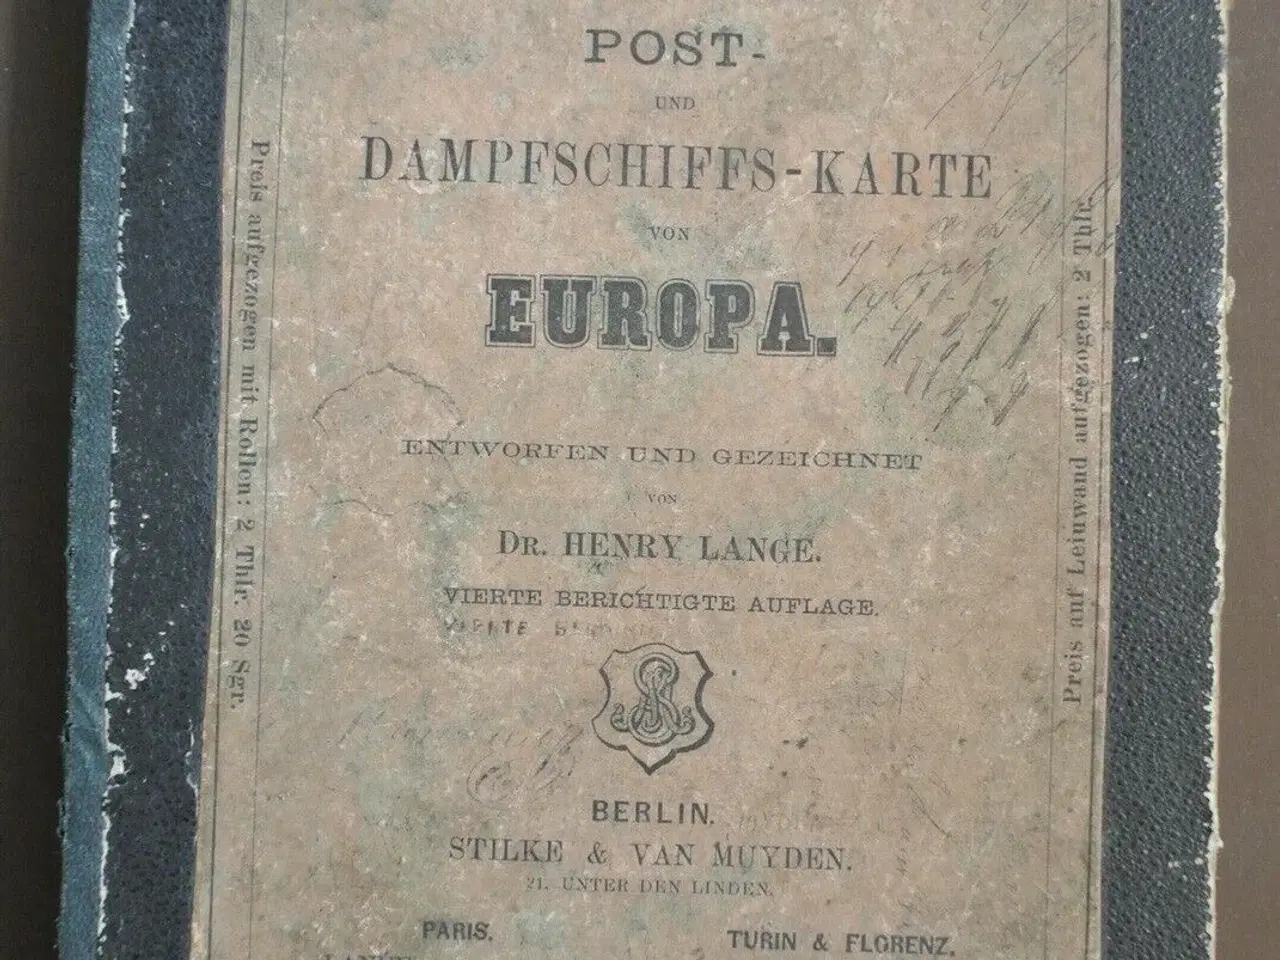 POST-
UND
DAMPFSCHIFFS-KARTE
VON
EUROPA.
ENTWORFEN UND GEZEICHNET
VON
DR. HENRY LANGE.
VIERTE BERICHTIGTE AUFLAGE.
BERLIN.
STILKE & VAN MUYDEN.
21. UNTER DEN LINDEN.
PARIS.
TURIN & FLORENZ.
Preis aufgezogen mit Rollen: 2 Thlr. 20 Sgr.
Preis auf Leinwand aufgezogen: 2 Thlr.